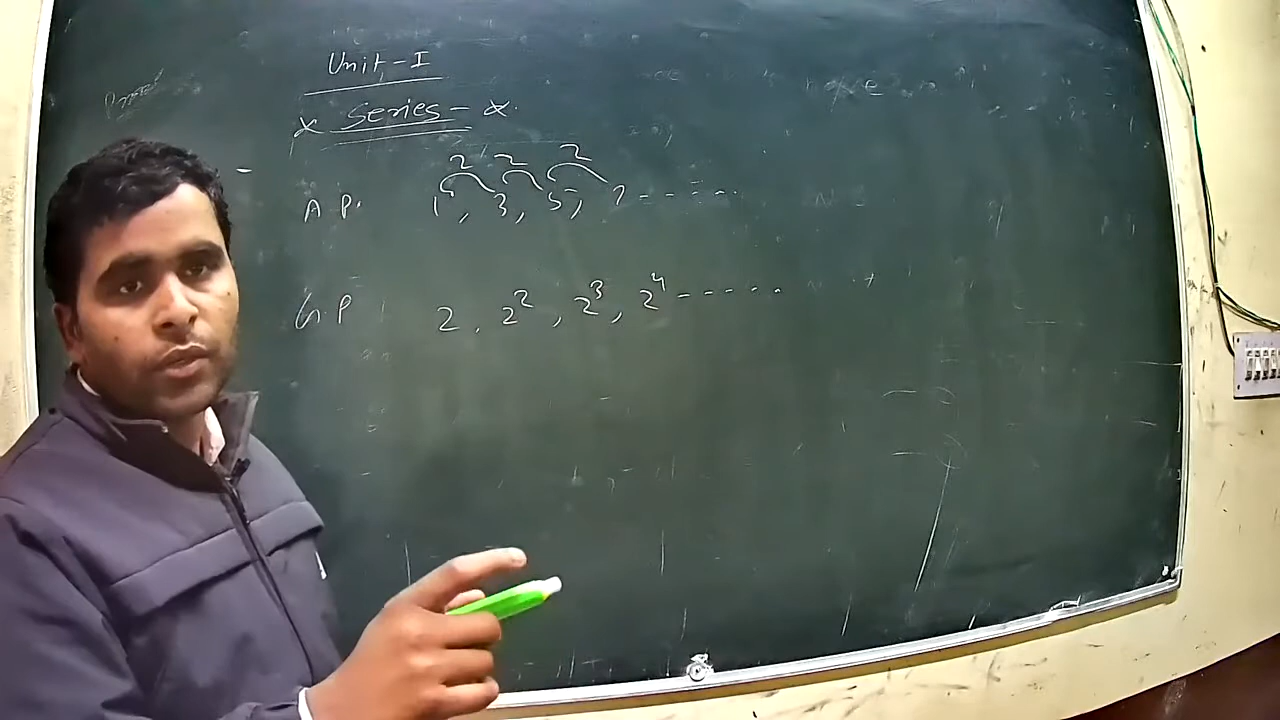 Unit-I
x Series- x
2 2 2
A P. 1, 3, 5, 7 - - - - - -
G.P 2, 2², 2³, 2⁴ - - - - - -